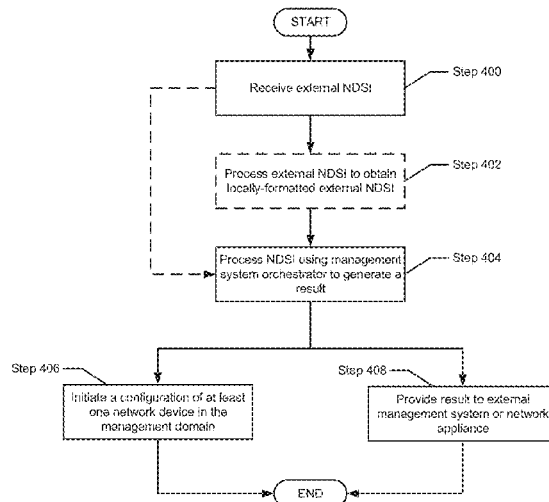 START
Receive external NDSI
Step 400
Process external NDSI to obtain
locally-formatted external NDSI
Step 402
Process NDSI using management
system orchestrator to generate a
result
Step 404
Step 406
Initiate a configuration of at least
one network device in the
management domain
Step 408
Provide result to external
management system or network
appliance
END